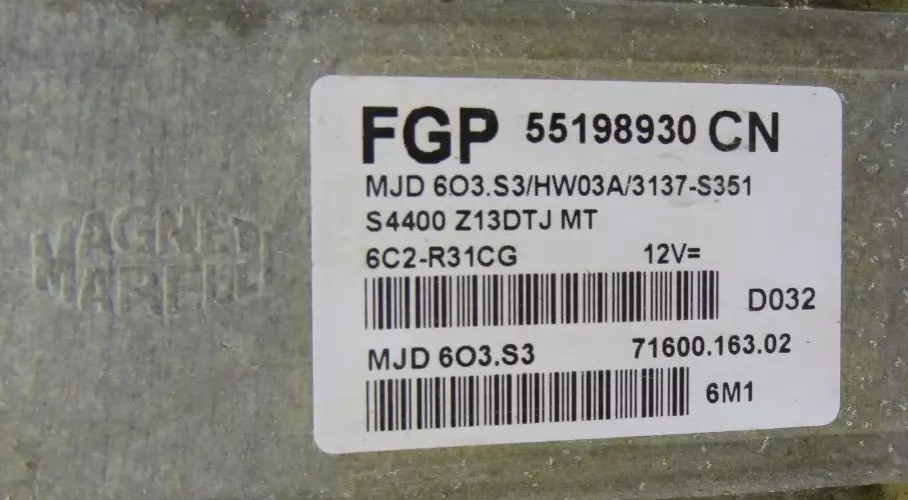 MAGNETI
MARELLI
FGP 55198930 CN
MJD 6O3.S3/HW03A/3137-S351
S4400 Z13DTJ MT
6C2-R31CG 12V=
D032
MJD 6O3.S3 71600.163.02
6M1